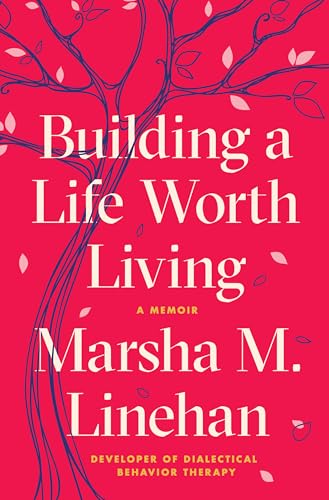 Building a
Life Worth
Living
A MEMOIR
Marsha M.
Linehan
DEVELOPER OF DIALECTICAL
BEHAVIOR THERAPY